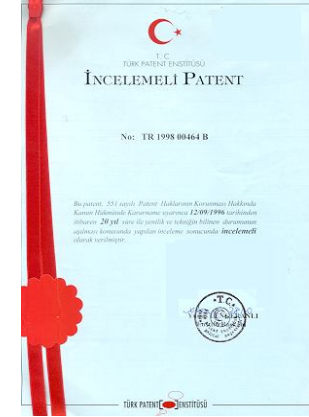 T. C
TÜRK PATENT ENSTİTÜSÜ
İNCELEMELİ PATENT
No: TR 1998 00464 B
Bu patent, 551 sayılı Patent Haklarının Korunması Hakkında
Kanun Hükmünde Kararname uyarınca 12/09/1996 tarihinden
itibaren 20 yıl süre ile yenilik ve tekniğin bilinen durumunun
aşılması konusunda yapılan inceleme sonucunda incelemeli
olarak verilmiştir.
T.C.
TÜRK PATENT ENSTİTÜSÜ